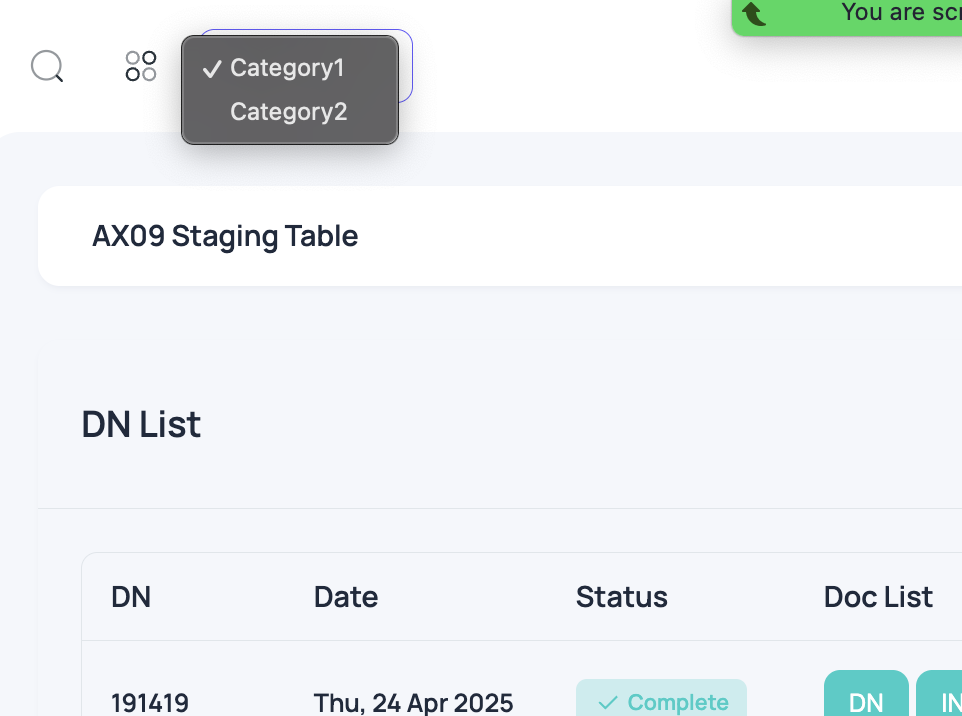 You are
Category1
Category2
AX09 Staging Table
DN List
DN Date Status Doc List
191419 Thu, 24 Apr 2025 Complete DN IN